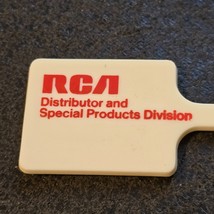 RCA
Distributor and
Special Products Division